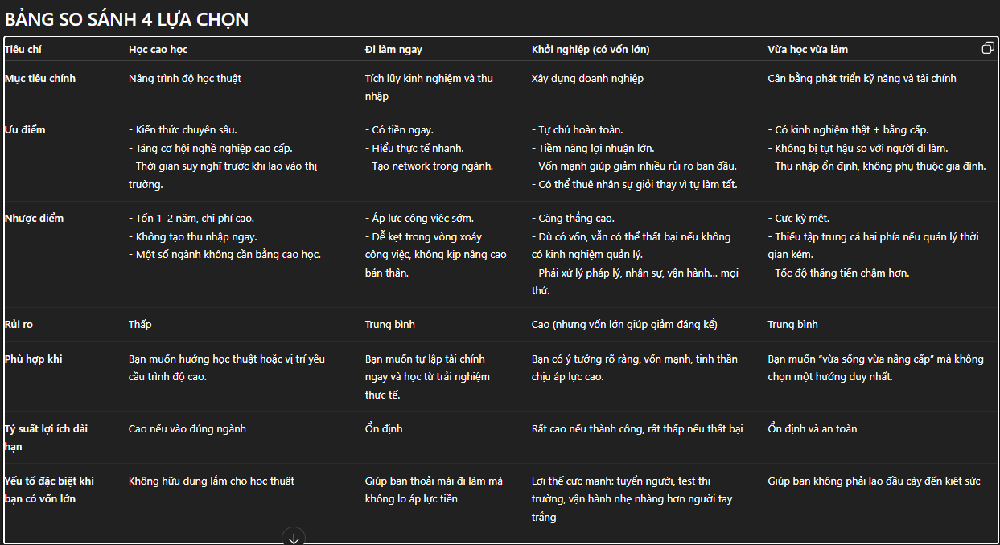 BẢNG SO SÁNH 4 LỰA CHỌN
Tiêu chí
Học cao học
Đi làm ngay
Khởi nghiệp (có vốn lớn)
Vừa học vừa làm
Mục tiêu chính
Nâng trình độ học thuật
Tích lũy kinh nghiệm và thu
nhập
Xây dựng doanh nghiệp
Cân bằng phát triển kỹ năng và tài chính
Ưu điểm
- Kiến thức chuyên sâu.
- Tăng cơ hội nghề nghiệp cao cấp.
- Thời gian suy nghĩ trước khi lao vào thị
trường.
- Có tiền ngay.
- Hiểu thực tế nhanh.
- Tạo network trong ngành.
- Tự chủ hoàn toàn.
- Tiềm năng lợi nhuận lớn.
- Vốn mạnh giúp giảm nhiều rủi ro ban đầu.
- Có thể thuê nhân sự giỏi thay vì tự làm tất.
- Có kinh nghiệm thật + bằng cấp.
- Không bị tụt hậu so với người đi làm.
- Thu nhập ổn định, không phụ thuộc gia đình.
Nhược điểm
- Tốn 1–2 năm, chi phí cao.
- Không tạo thu nhập ngay.
- Một số ngành không cần bằng cao học.
- Áp lực công việc sớm.
- Dễ kẹt trong vòng xoáy
công việc, không kịp nâng cao
bản thân.
- Căng thẳng cao.
- Dù có vốn, vẫn có thể thất bại nếu không
có kinh nghiệm quản lý.
- Phải xử lý pháp lý, nhân sự, vận hành... mọi
thứ.
- Cực kỳ mệt.
- Thiếu tập trung cả hai phía nếu quản lý thời
gian kém.
- Tốc độ thăng tiến chậm hơn.
Rủi ro
Thấp
Trung bình
Cao (nhưng vốn lớn giúp giảm đáng kể)
Trung bình
Phù hợp khi
Bạn muốn hướng học thuật hoặc vị trí yêu
cầu trình độ cao.
Bạn muốn tự lập tài chính
ngay và học từ trải nghiệm
thực tế.
Bạn có ý tưởng rõ ràng, vốn mạnh, tinh thần
chịu áp lực cao.
Bạn muốn “vừa sống vừa nâng cấp” mà không
chọn một hướng duy nhất.
Tỷ suất lợi ích dài
hạn
Cao nếu vào đúng ngành
Ổn định
Rất cao nếu thành công, rất thấp nếu thất bại
Ổn định và an toàn
Yếu tố đặc biệt khi
bạn có vốn lớn
Không hữu dụng lắm cho học thuật
Giúp bạn thoải mái đi làm mà
không lo áp lực tiền
Lợi thế cực mạnh: tuyển người, test thị
trường, vận hành nhẹ nhàng hơn người tay
trắng
Giúp bạn không phải lao đầu cày đến kiệt sức